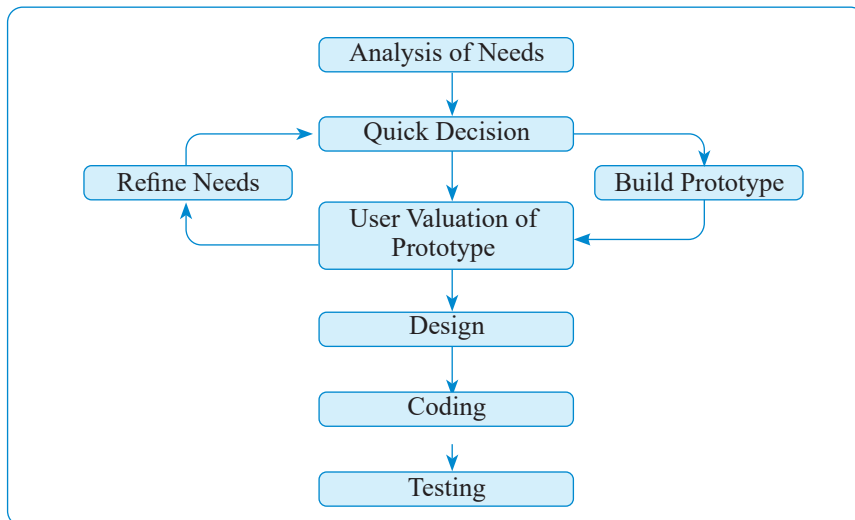 Analysis of Needs
Quick Decision
Refine Needs
Build Prototype
User Valuation of
Prototype
Design
Coding
Testing